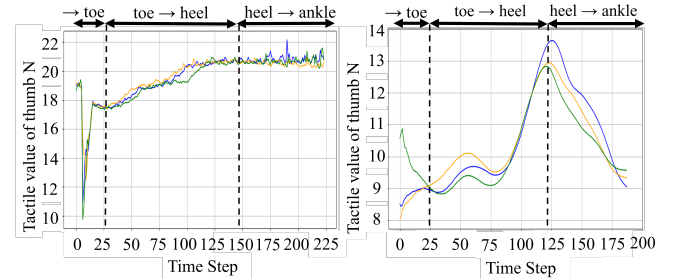 → toe toe → heel heel → ankle
Tactile value of thumb N
22
20
18
16
14
12
10
0 25 50 75 100 125 150 175 200 225
Time Step
→ toe toe → heel heel → ankle
Tactile value of thumb N
14
13
12
11
10
9
8
0 25 50 75 100 125 150 175 200
Time Step